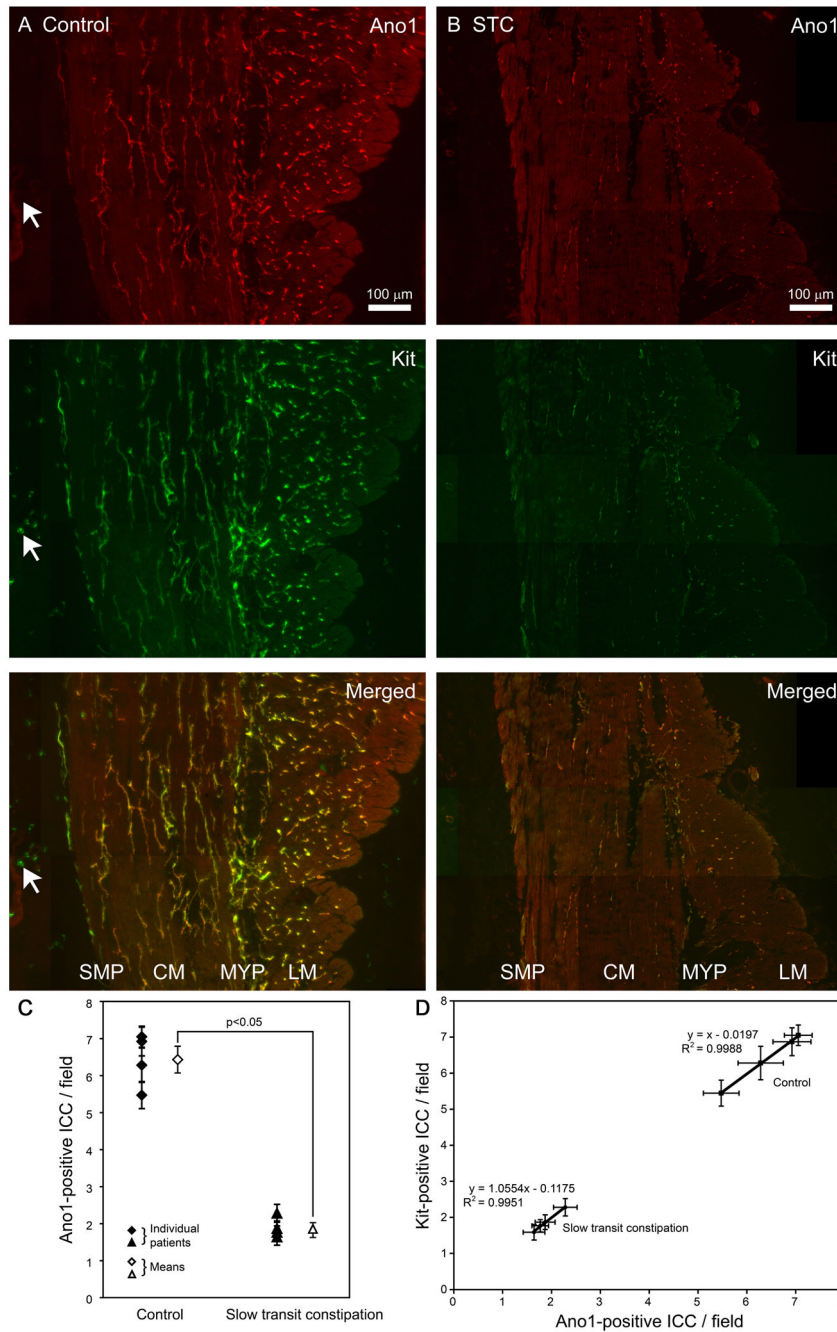 A Control Ano1
100 μm
B STC Ano1
100 μm
Kit
Kit
Merged
SMP CM MYP LM
Merged
SMP CM MYP LM
C
Ano1-positive ICC / field
8
7
6
5
4
3
2
1
0
p<0.05
Individual
patients
Means
Control Slow transit constipation
D
Kit-positive ICC / field
8
7
6
5
4
3
2
1
0
y = x - 0.0197
R² = 0.9988
Control
y = 1.0554x - 0.1175
R² = 0.9951
Slow transit constipation
0 1 2 3 4 5 6 7
Ano1-positive ICC / field